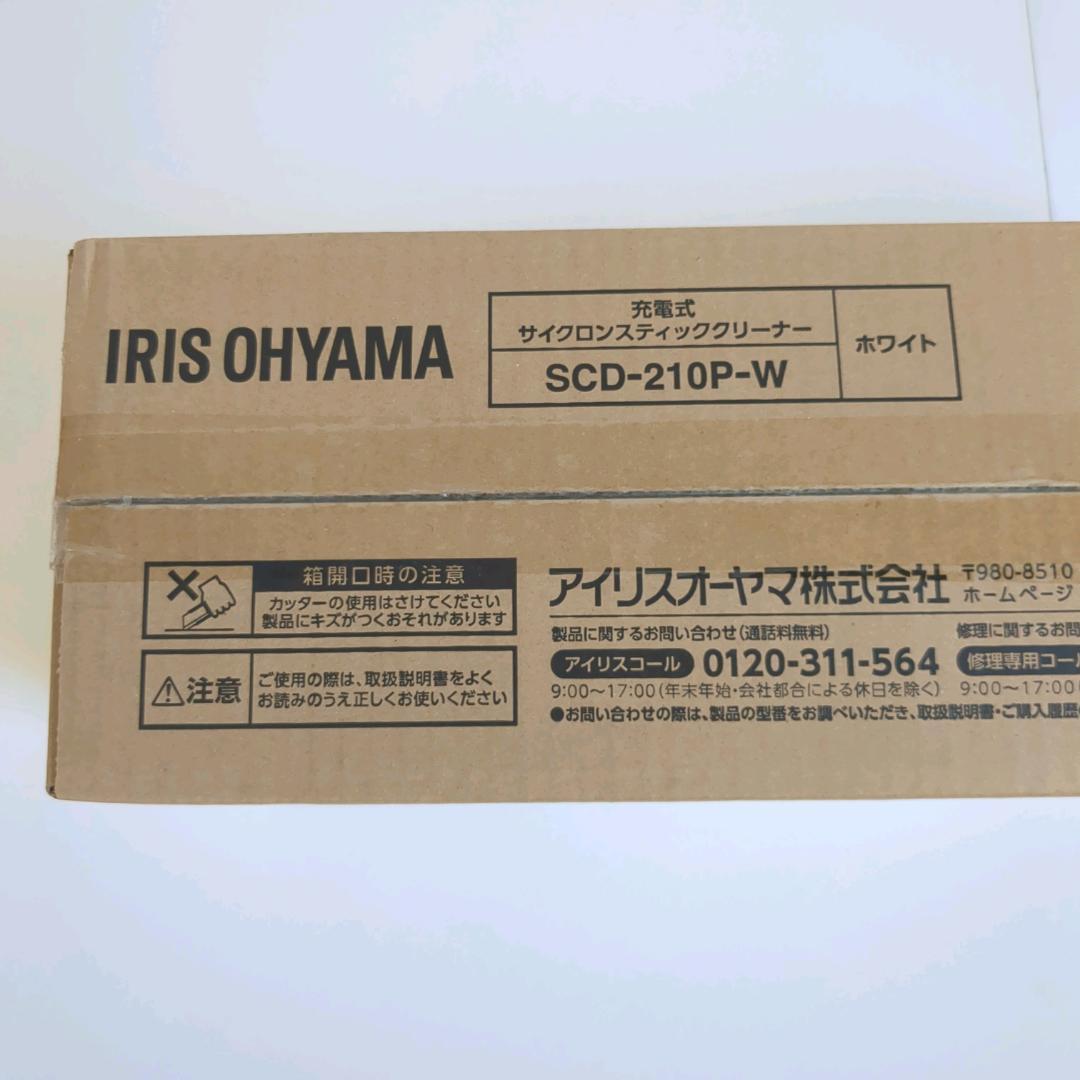 IRIS OHYAMA
充電式
サイクロンスティッククリーナー
SCD-210P-W
ホワイト
箱開口時の注意
カッターの使用はさけてください
製品にキズがつくおそれがあります
注意
ご使用の際は、取扱説明書をよく
お読みのうえ正しくお使いください
アイリスオーヤマ株式会社
〒980-8510
ホームページ
製品に関するお問い合わせ(通話料無料)
アイリスコール 0120-311-564
9:00〜17:00(年末年始・会社都合による休日を除く)
修理に関するお問
修理専用コー
9:00〜17:00(
●お問い合わせの際は、製品の型番をお調べいただき、取扱説明書・ご購入履歴